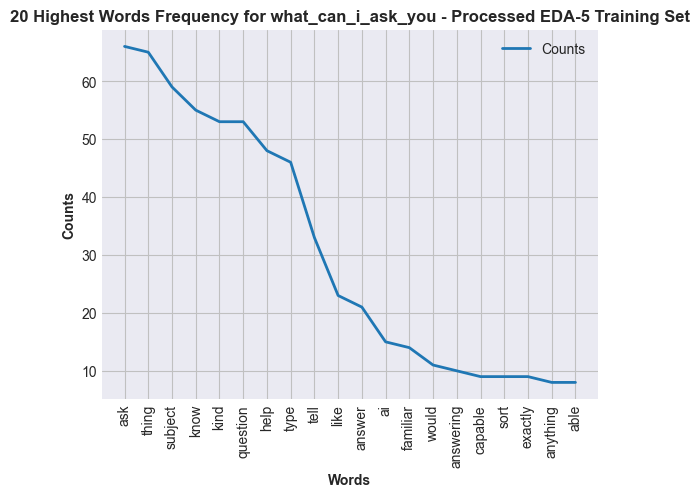 20 Highest Words Frequency for what_can_i_ask_you - Processed EDA-5 Training Set
Counts
60
50
40
30
20
10
Counts
ask
thing
subject
know
kind
question
help
type
tell
like
answer
ai
familiar
would
answering
capable
sort
exactly
anything
able
Words